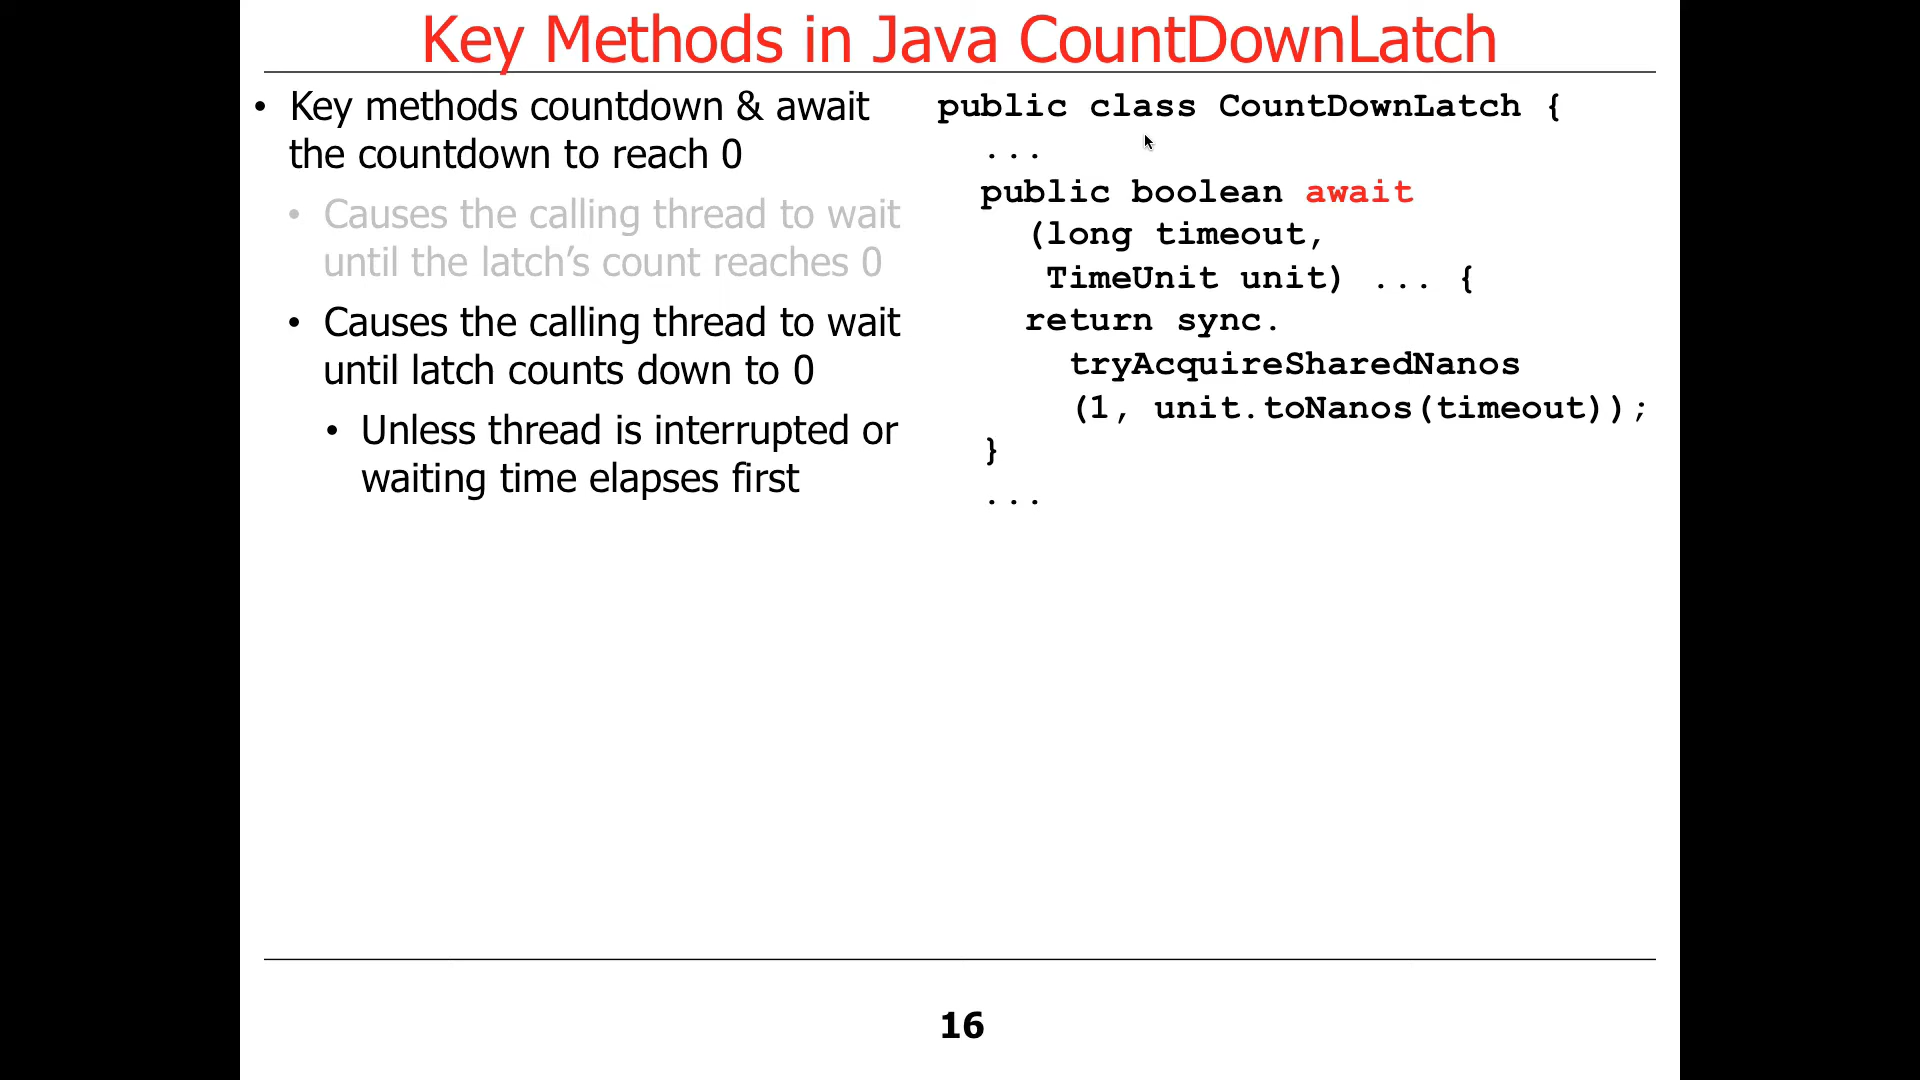 Key Methods in Java CountDownLatch
• Key methods countdown & await
the countdown to reach 0
• Causes the calling thread to wait
until the latch’s count reaches 0
• Causes the calling thread to wait
until latch counts down to 0
• Unless thread is interrupted or
waiting time elapses first
public class CountDownLatch {
...
public boolean await
(long timeout,
TimeUnit unit) ... {
return sync.
tryAcquireSharedNanos
(1, unit.toNanos(timeout));
}
...
16